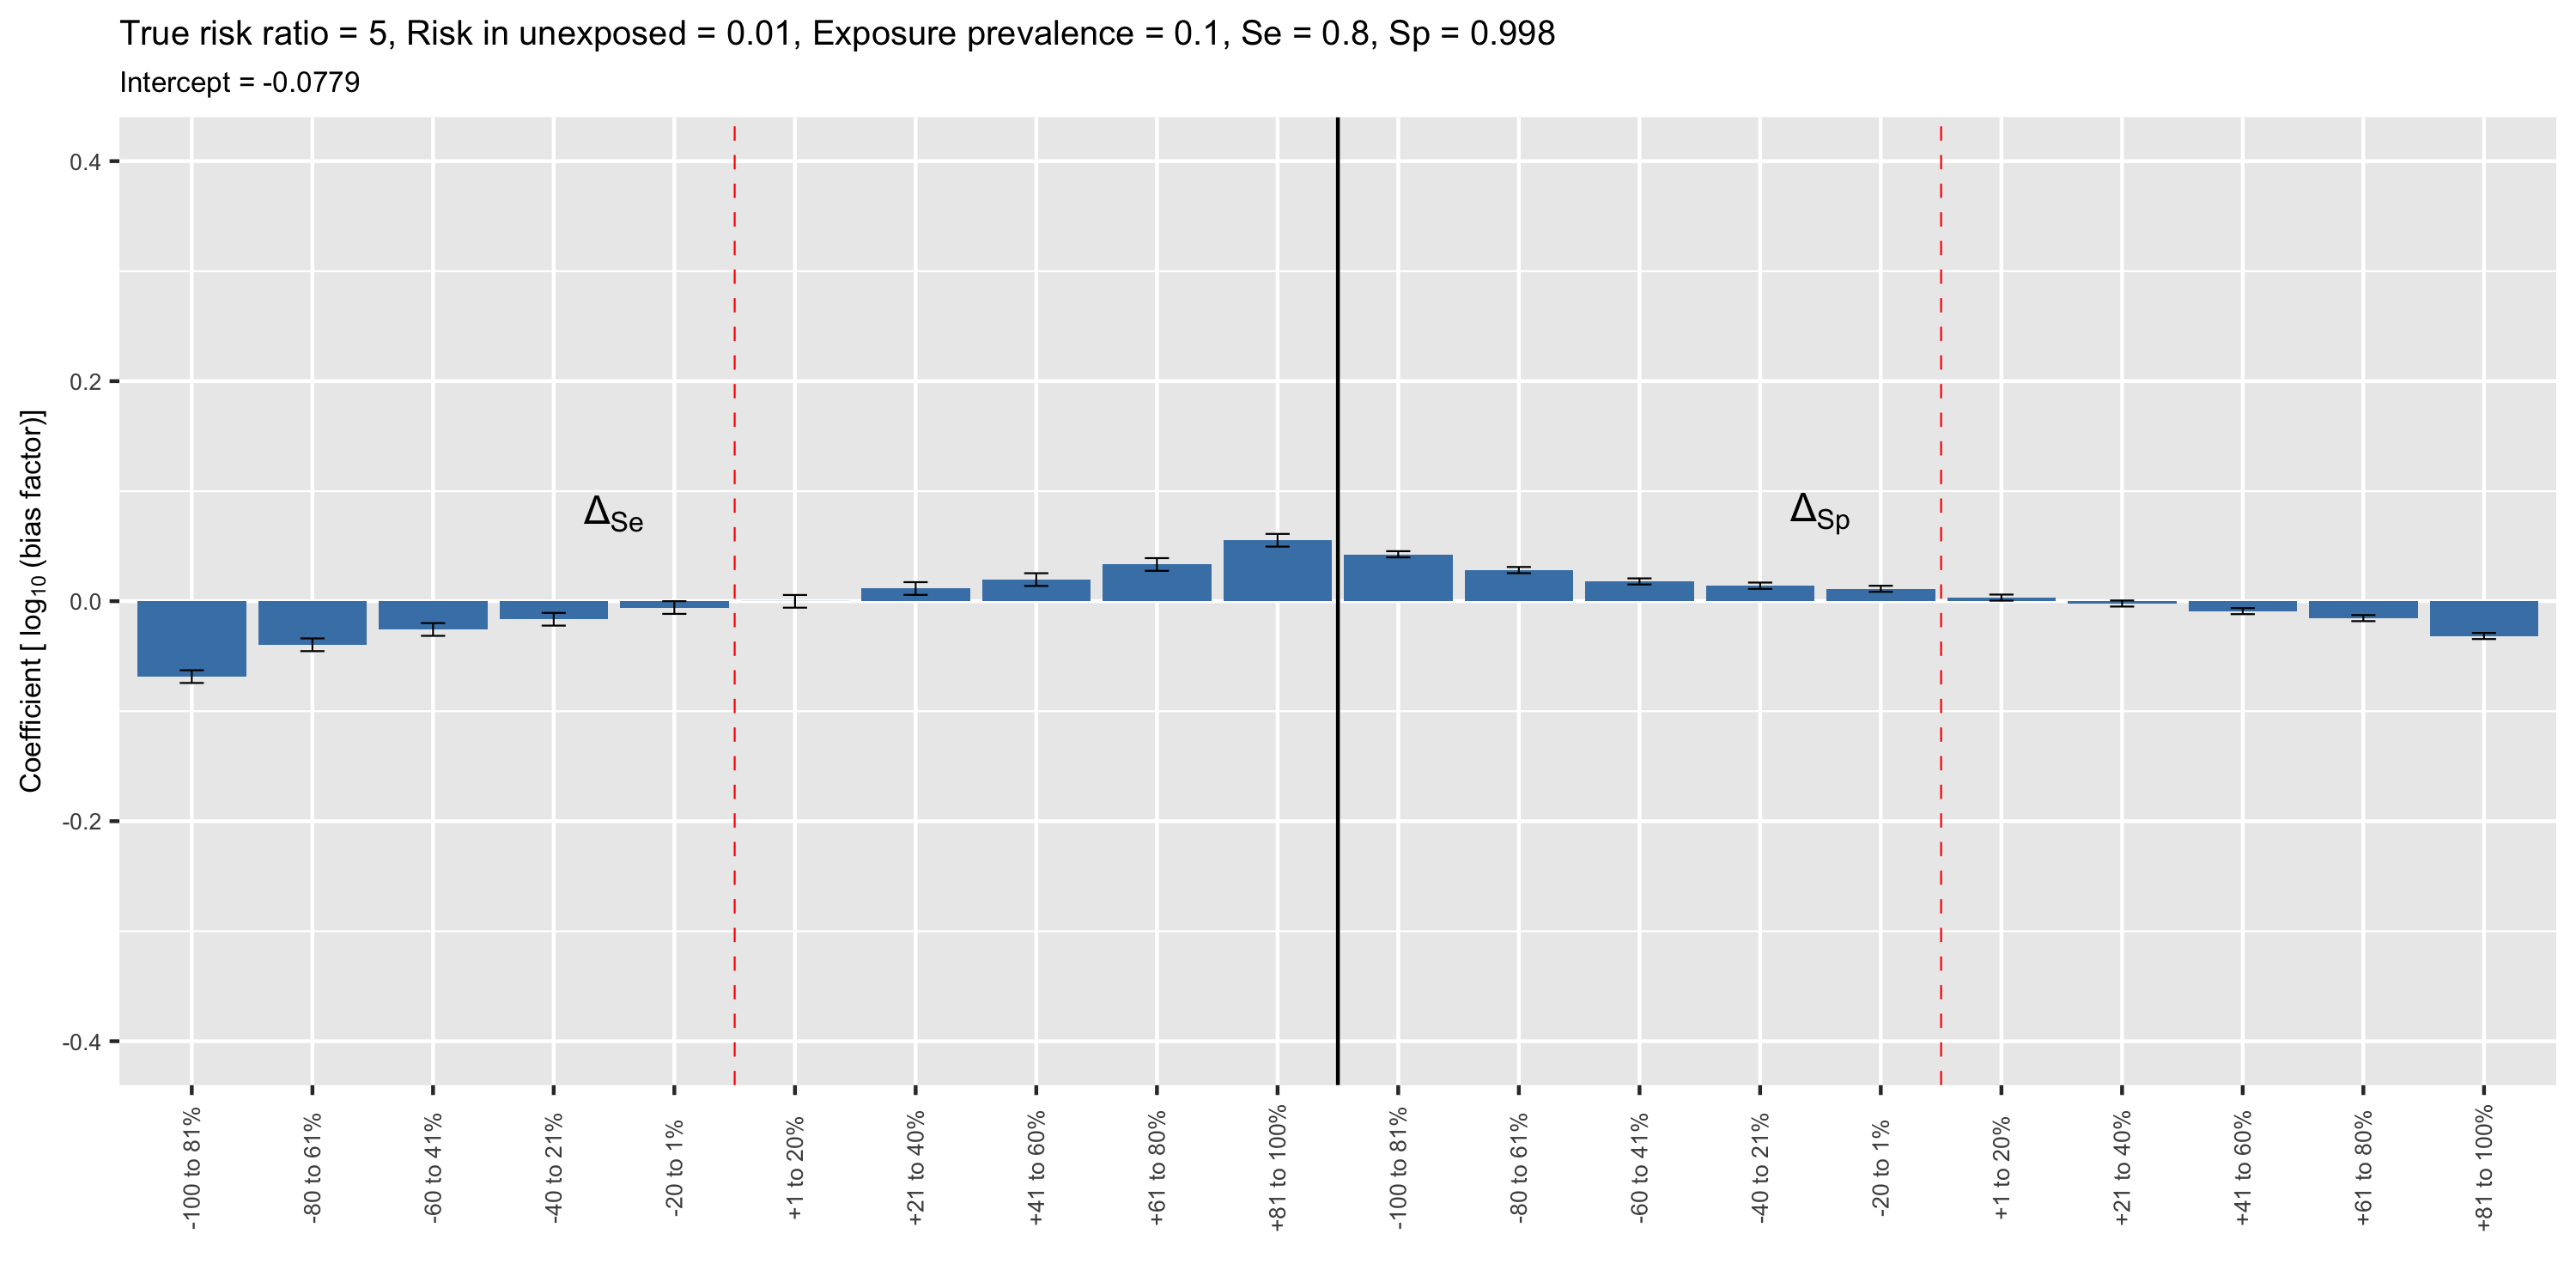 True risk ratio = 5, Risk in unexposed = 0.01, Exposure prevalence = 0.1, Se = 0.8, Sp = 0.998
Intercept = -0.0779
Coefficient [ log10 (bias factor)]
0.4
0.2
0.0
-0.2
-0.4
ΔSe
ΔSp
-100 to 81%
-80 to 61%
-60 to 41%
-40 to 21%
-20 to 1%
+1 to 20%
+21 to 40%
+41 to 60%
+61 to 80%
+81 to 100%
-100 to 81%
-80 to 61%
-60 to 41%
-40 to 21%
-20 to 1%
+1 to 20%
+21 to 40%
+41 to 60%
+61 to 80%
+81 to 100%